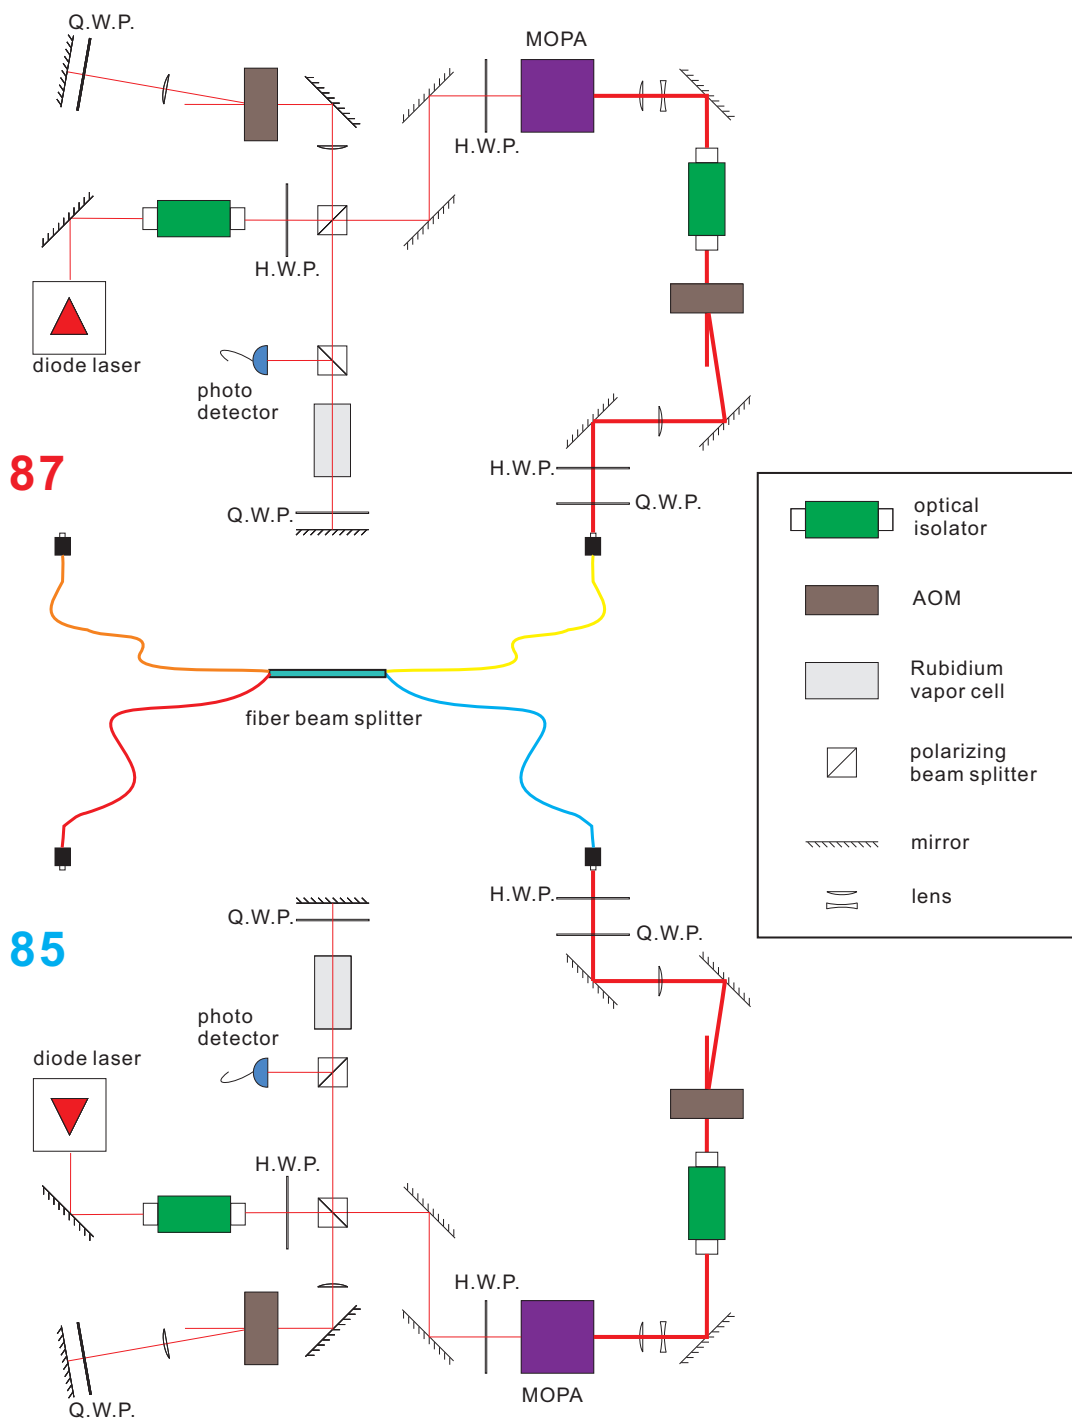 Q.W.P.
MOPA
H.W.P.
H.W.P.
diode laser
photo
detector
87
H.W.P.
Q.W.P.
Q.W.P.
optical
isolator
AOM
Rubidium
vapor cell
fiber beam splitter
polarizing
beam splitter
mirror
lens
H.W.P.
Q.W.P.
Q.W.P.
85
photo
detector
diode laser
H.W.P.
H.W.P.
MOPA
Q.W.P.